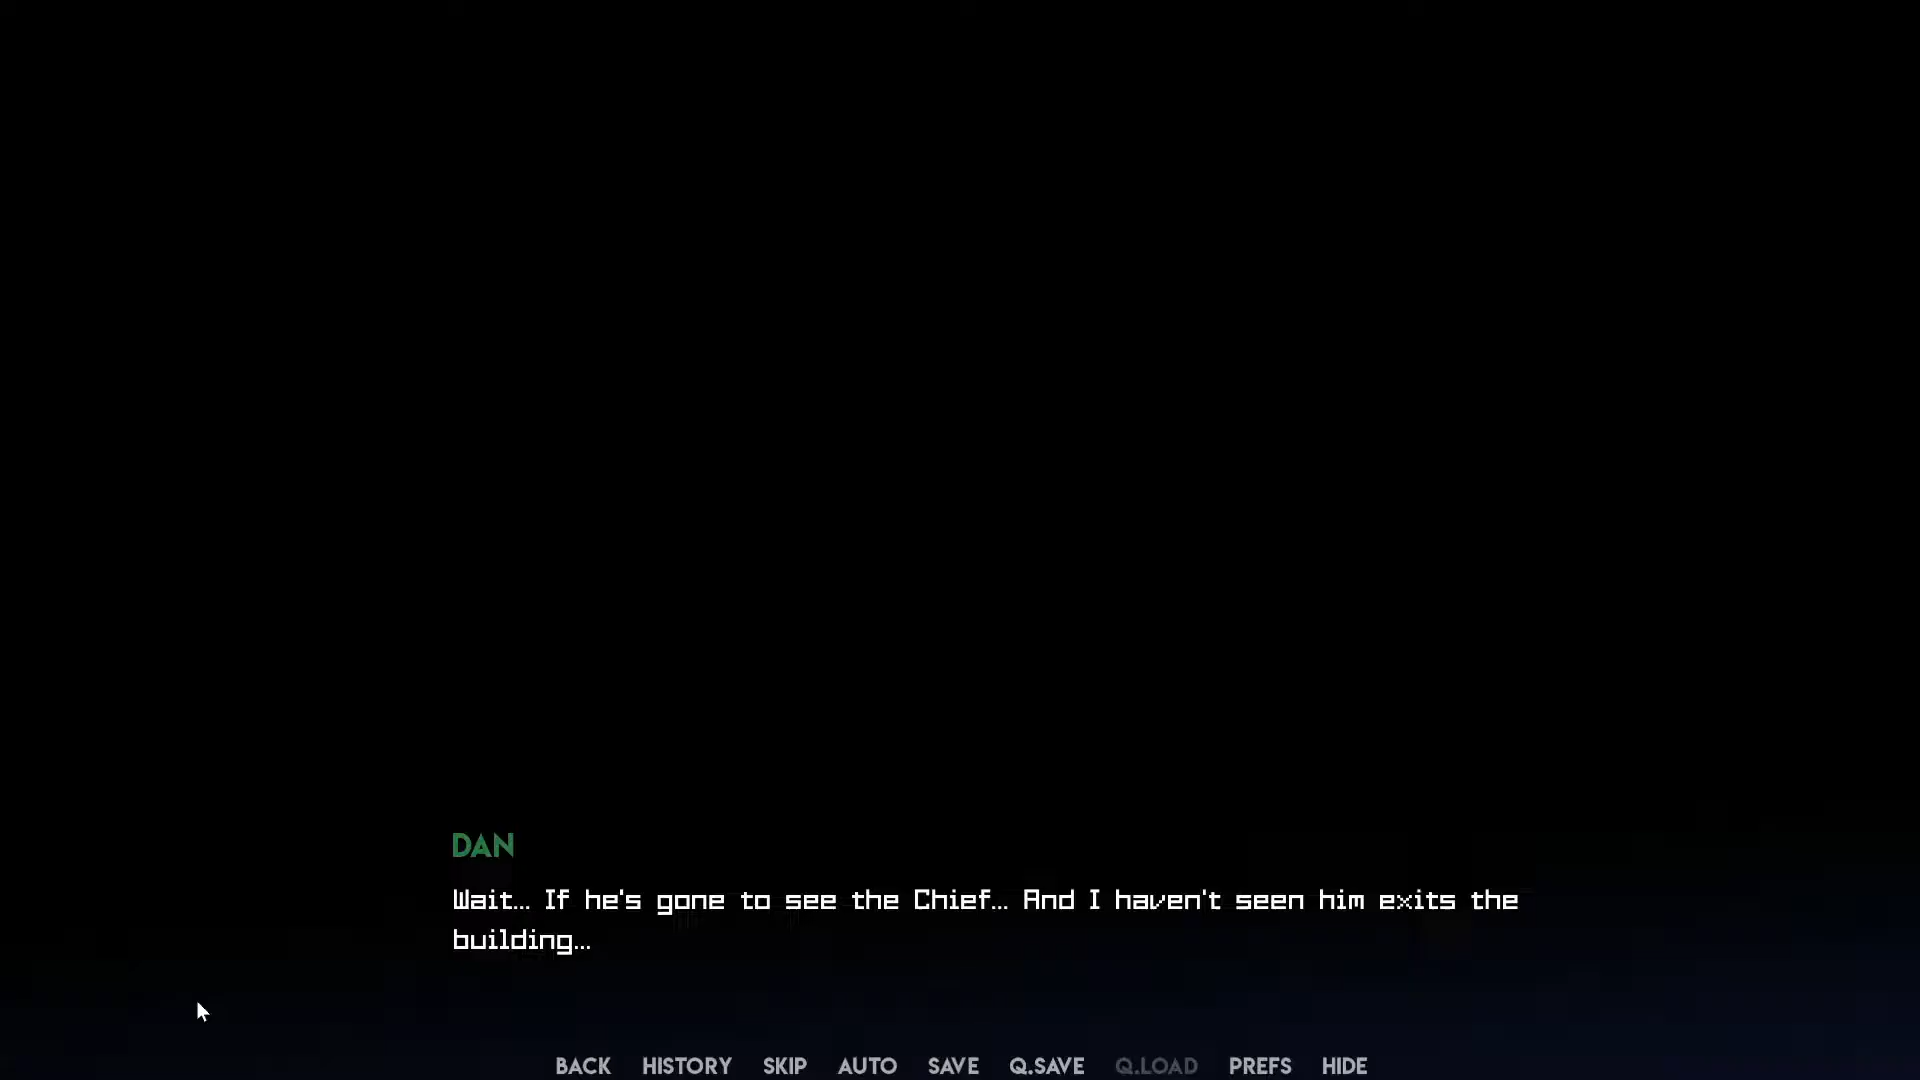 DAN
Wait... If he's gone to see the Chief... And I haven't seen him exits the
building...
BACK HISTORY SKIP AUTO SAVE Q.SAVE Q.LOAD PREFS HIDE